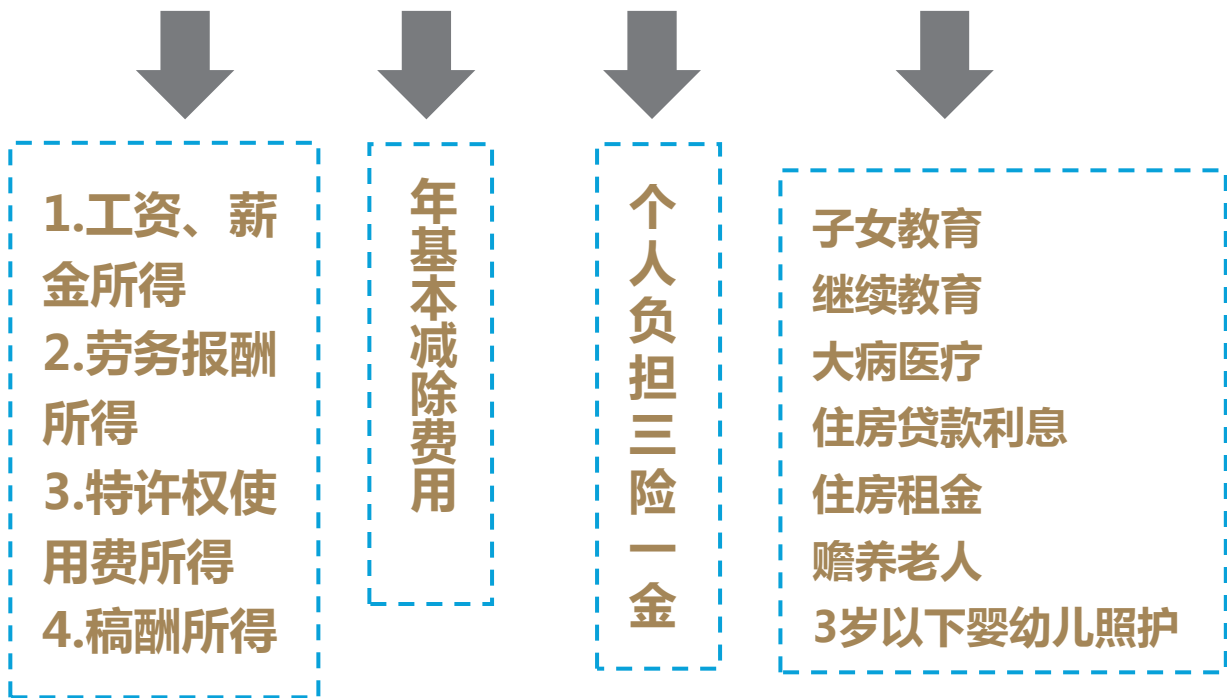 1.工资、薪
金所得
2.劳务报酬
所得
3.特许权使
用费所得
4.稿酬所得
年基本减除费用
个人负担三险一金
子女教育
继续教育
大病医疗
住房贷款利息
住房租金
赡养老人
3岁以下婴幼儿照护